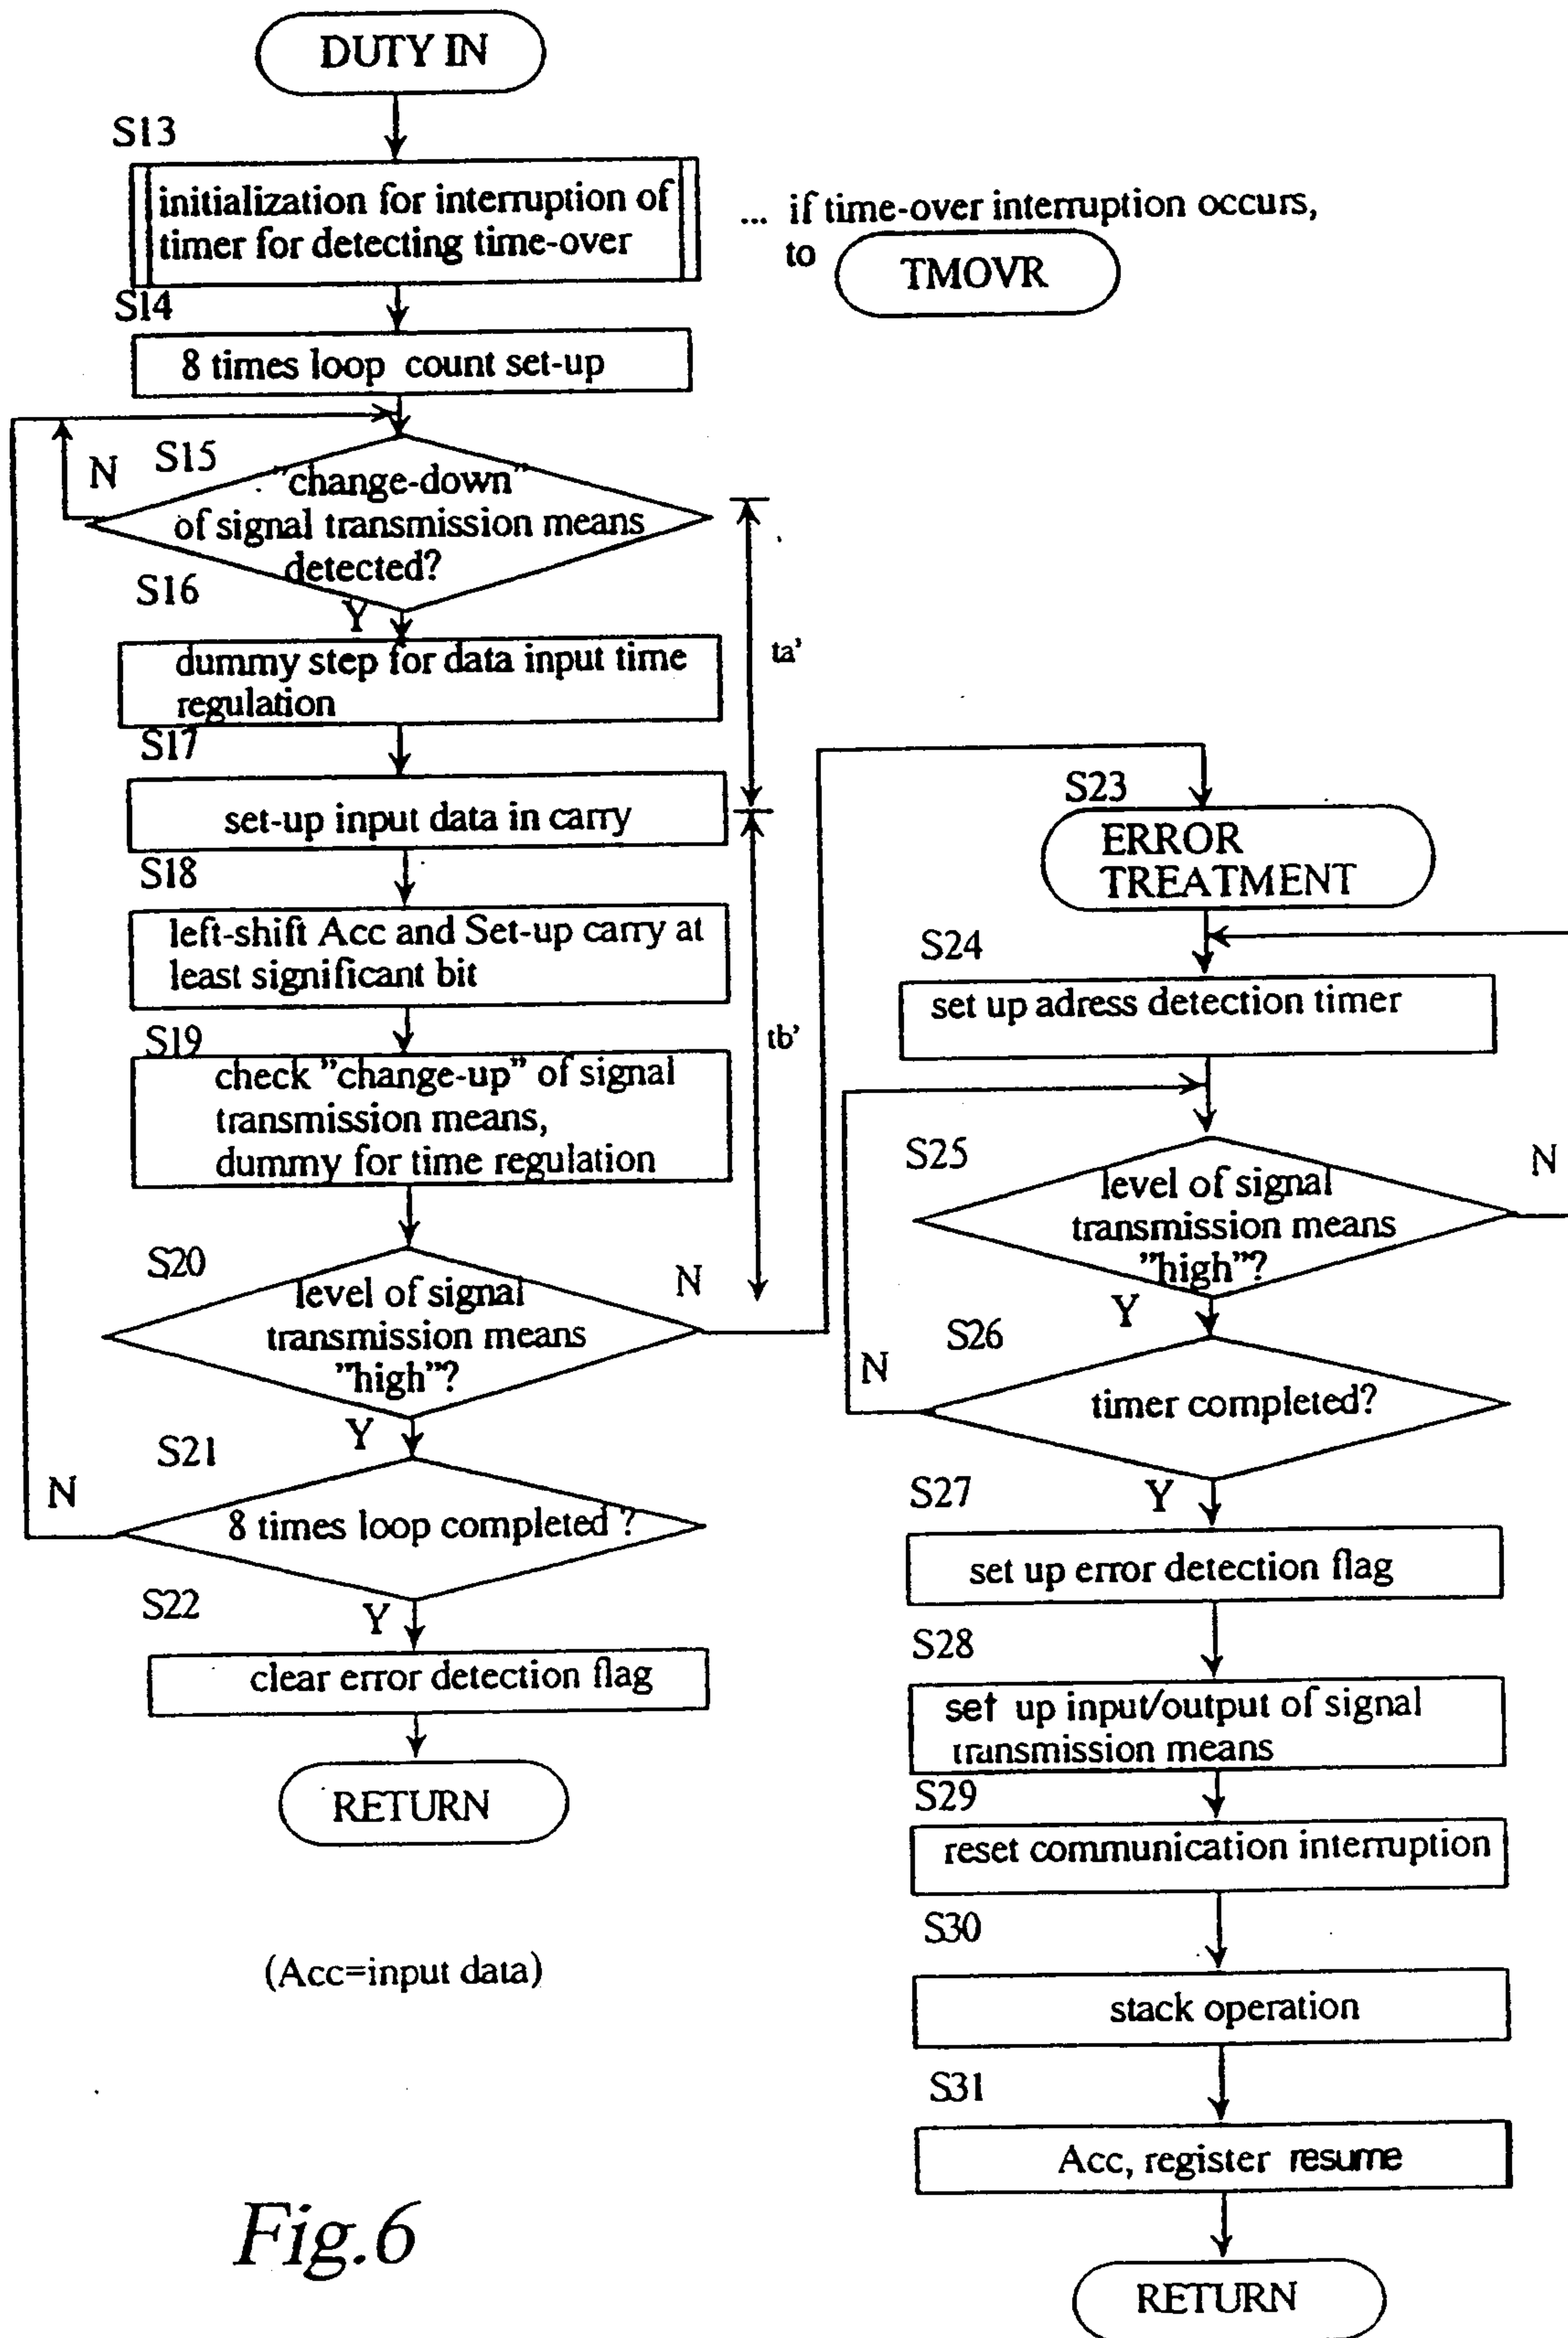 DUTY IN
S13
initialization for interruption of
timer for detecting time-over
... if time-over interruption occurs,
to
TMOVR
S14
8 times loop count set-up
S15
N
"change-down"
of signal transmission means
detected?
S16
Y
ta'
dummy step for data input time
regulation
S17
set-up input data in carry
S18
left-shift Acc and Set-up carry at
least significant bit
S19
tb'
check "change-up" of signal
transmission means,
dummy for time regulation
S20
level of signal
transmission means
"high"?
N
Y
S21
N
8 times loop completed ?
S22
Y
clear error detection flag
RETURN
(Acc=input data)
S23
ERROR
TREATMENT
S24
set up adress detection timer
S25
N
level of signal
transmission means
"high"?
Y
S26
N
timer completed?
S27
Y
set up error detection flag
S28
set up input/output of signal
transmission means
S29
reset communication interruption
S30
stack operation
S31
Acc, register resume
RETURN
Fig.6